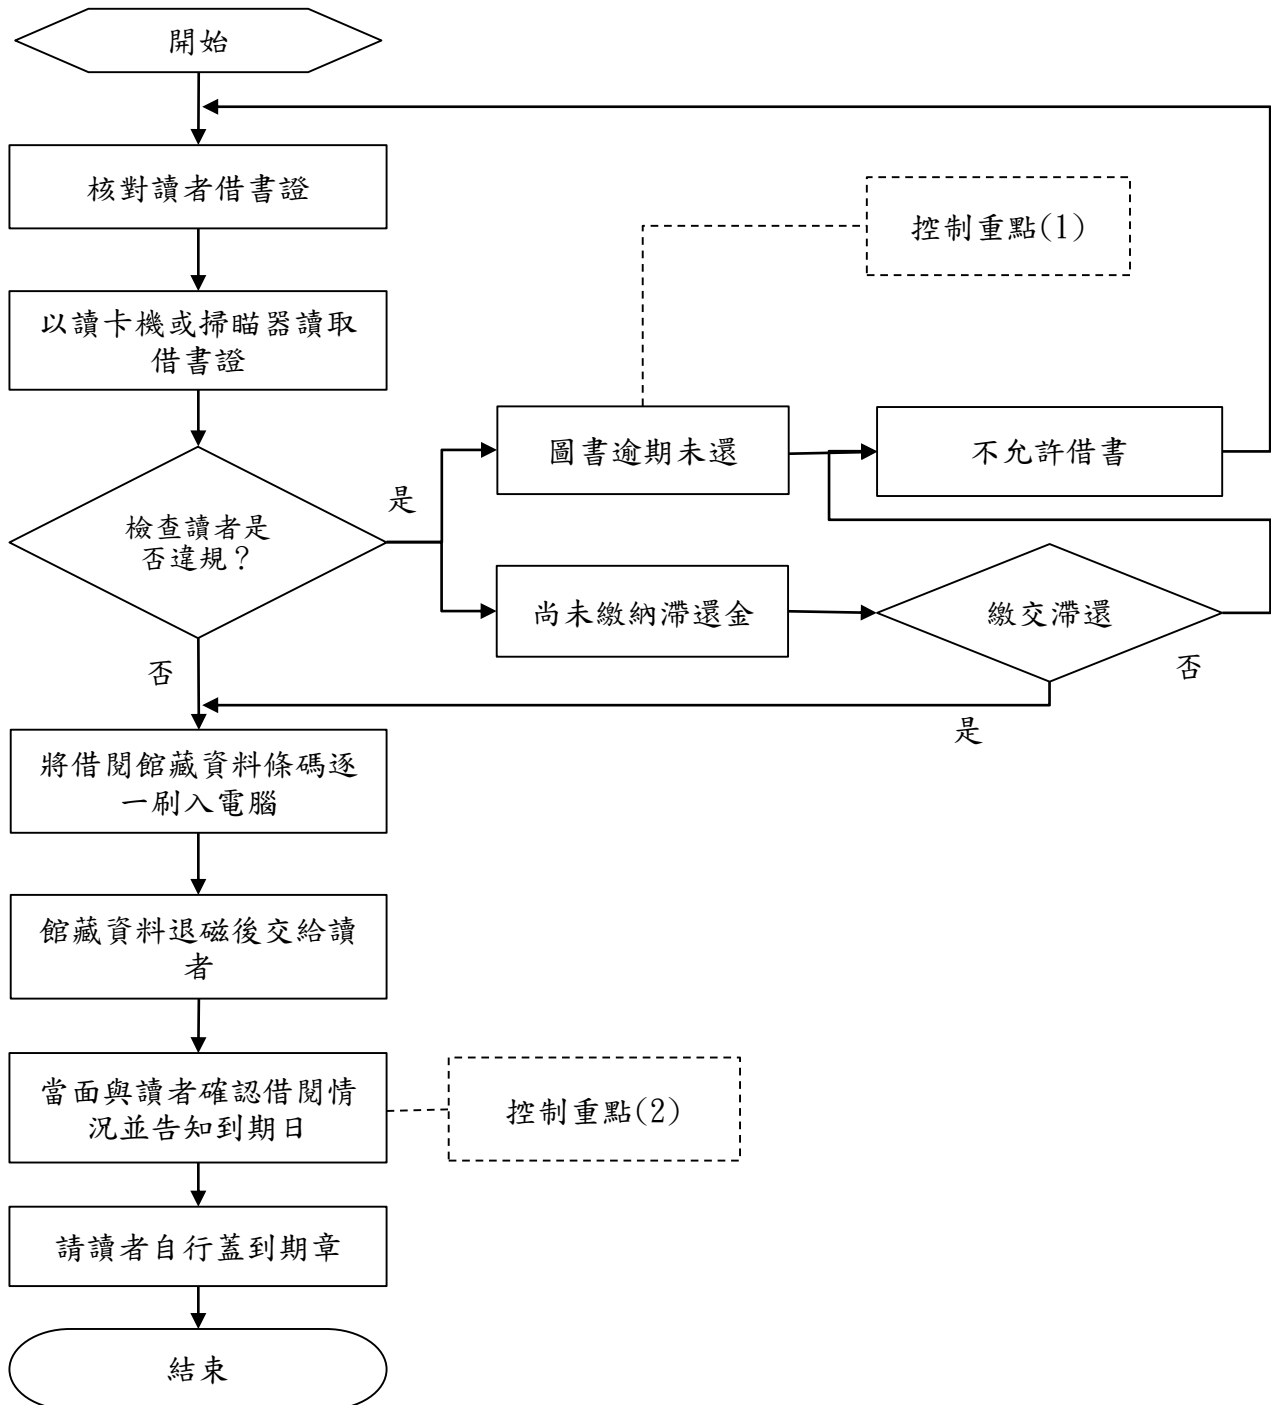 開始
核對讀者借書證
控制重點(1)
以讀卡機或掃瞄器讀取
借書證
圖書逾期未還
不允許借書
是
檢查讀者是
否違規?
尚未繳納滯還金
繳交滯還
否
否
是
將借閱館藏資料條碼逐
一刷入電腦
館藏資料退磁後交給讀
者
當面與讀者確認借閱情
況並告知到期日
控制重點(2)
請讀者自行蓋到期章
結束